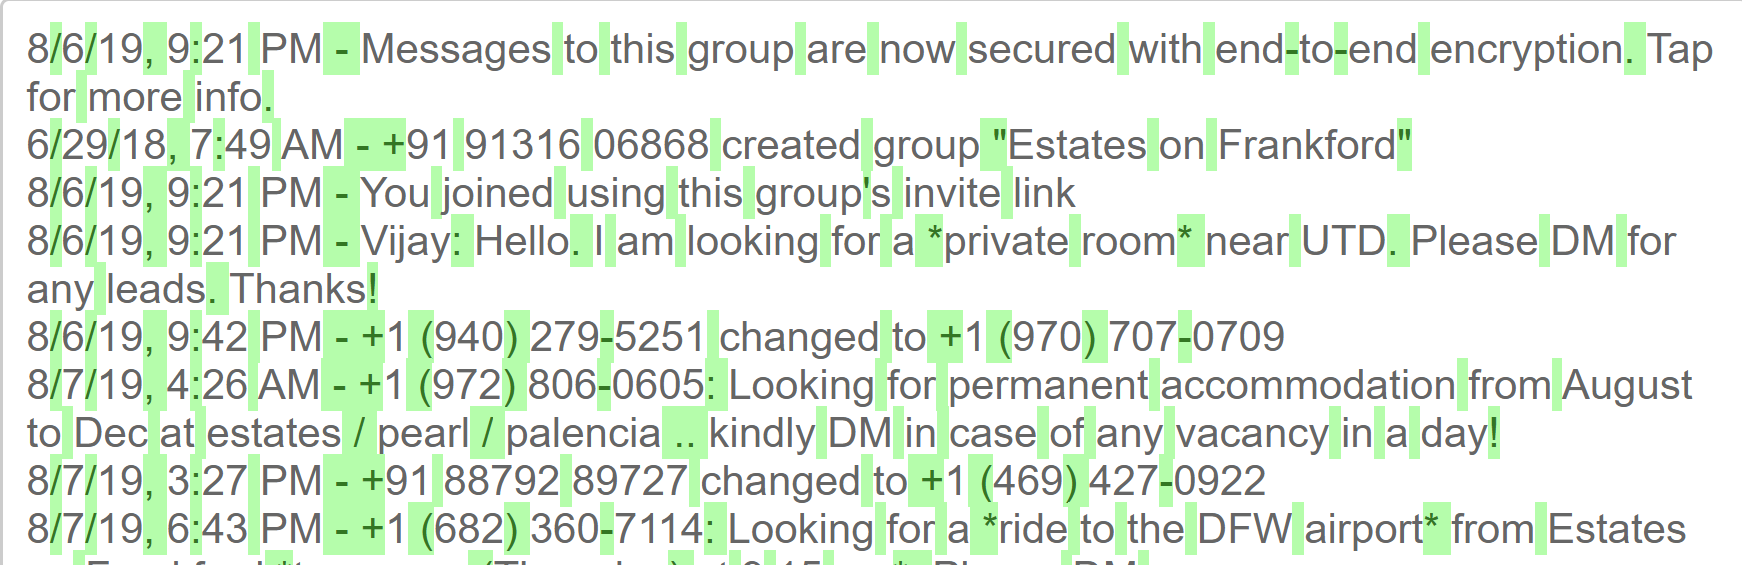 8/6/19, 9:21 PM - Messages to this group are now secured with end-to-end encryption. Tap
for more info.
6/29/18, 7:49 AM - +91 91316 06868 created group "Estates on Frankford"
8/6/19, 9:21 PM - You joined using this group's invite link
8/6/19, 9:21 PM - Vijay: Hello. I am looking for a *private room* near UTD. Please DM for
any leads. Thanks!
8/6/19, 9:42 PM - +1 (940) 279-5251 changed to +1 (970) 707-0709
8/7/19, 4:26 AM - +1 (972) 806-0605: Looking for permanent accommodation from August
to Dec at estates / pearl / palencia .. kindly DM in case of any vacancy in a day!
8/7/19, 3:27 PM - +91 88792 89727 changed to +1 (469) 427-0922
8/7/19, 6:43 PM - +1 (682) 360-7114: Looking for a *ride to the DFW airport* from Estates